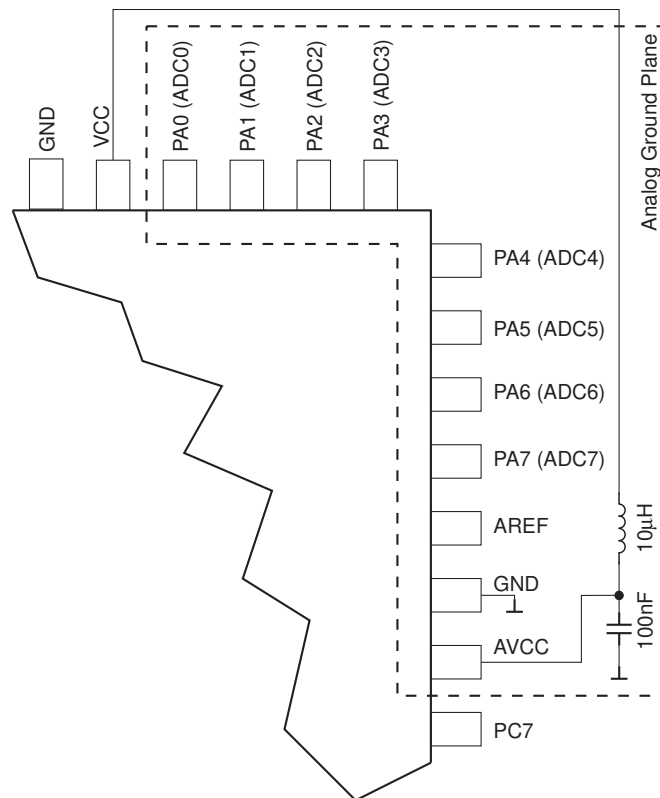 GND
VCC
PA0 (ADC0)
PA1 (ADC1)
PA2 (ADC2)
PA3 (ADC3)
Analog Ground Plane
PA4 (ADC4)
PA5 (ADC5)
PA6 (ADC6)
PA7 (ADC7)
AREF
10μH
GND
AVCC
100nF
PC7